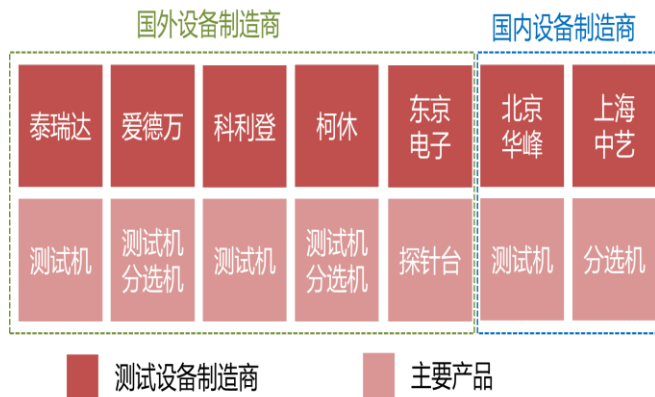 国外设备制造商
国内设备制造商
泰瑞达
爱德万
科利登
柯休
东京
电子
北京
华峰
上海
中艺
测试机
测试机
分选机
测试机
测试机
分选机
探针台
测试机
分选机
测试设备制造商
主要产品